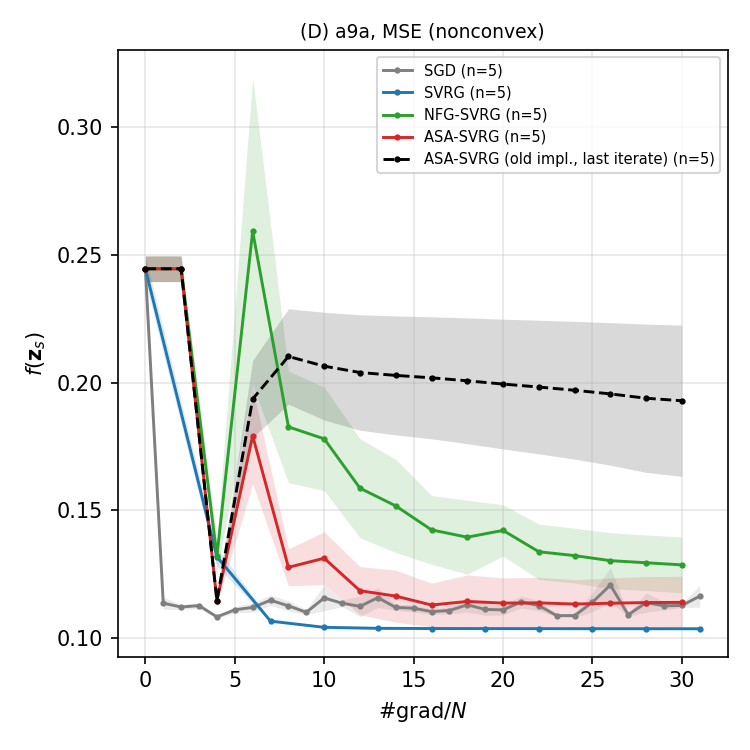 (D) a9a, MSE (nonconvex)
SGD (n=5)
SVRG (n=5)
NFG-SVRG (n=5)
ASA-SVRG (n=5)
ASA-SVRG (old impl., last iterate) (n=5)
f(𝐳ₛ)
0.30
0.25
0.20
0.15
0.10
0 5 10 15 20 25 30
#grad/N